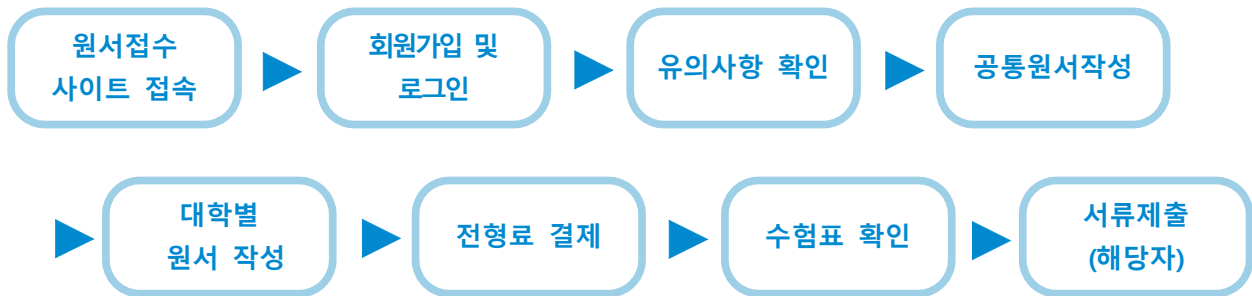 원서접수
사이트 접속
회원가입 및
로그인
유의사항 확인
공통원서작성
대학별
원서 작성
전형료 결제
수험표 확인
서류제출
(해당자)